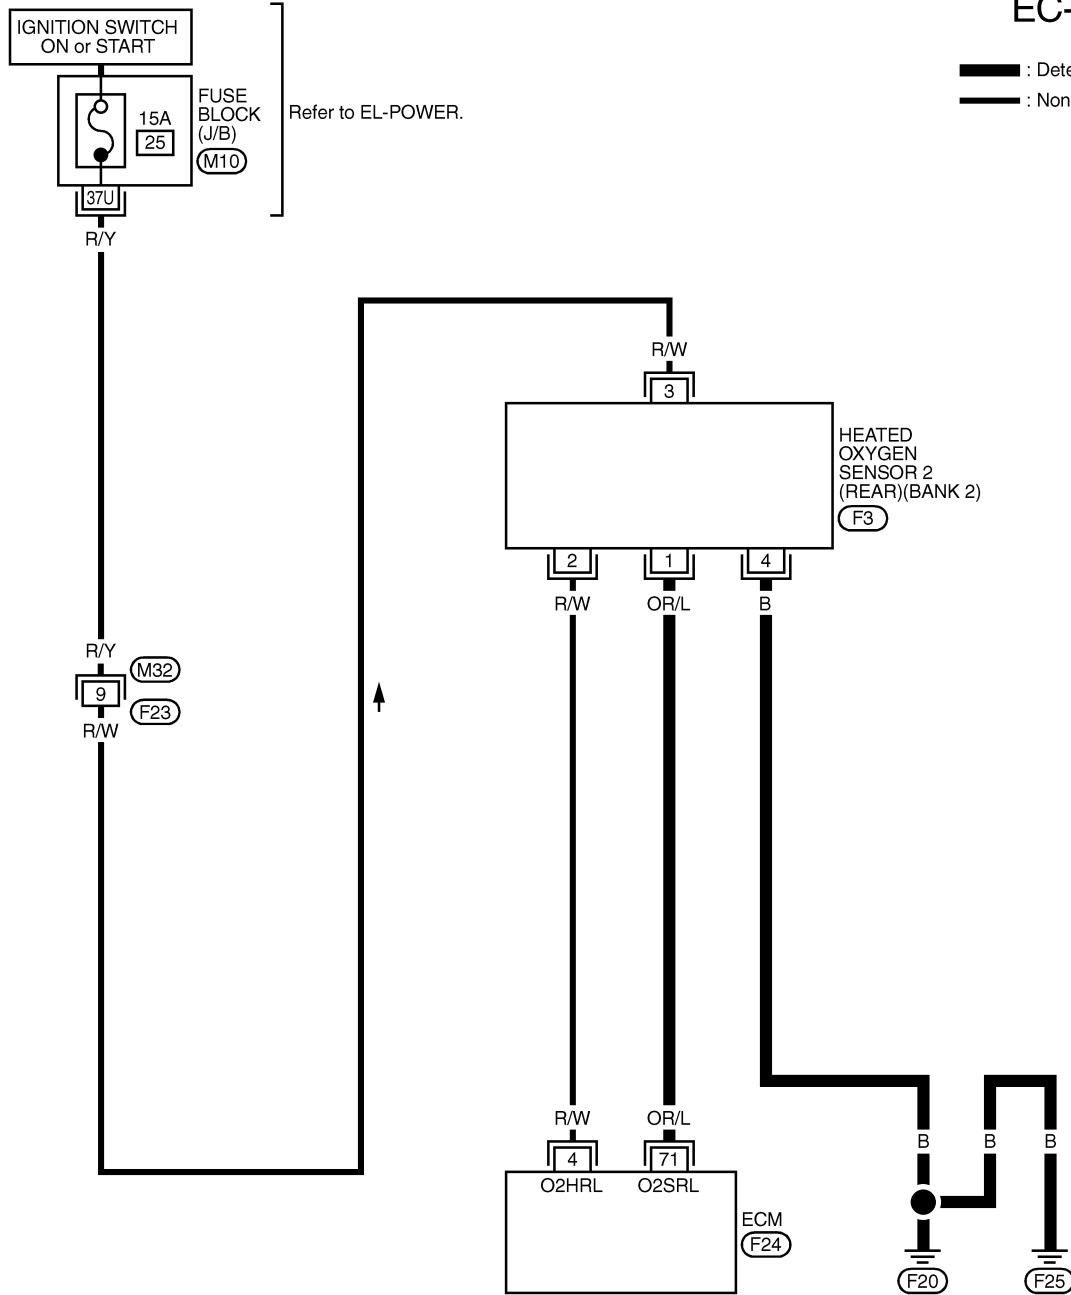 EC-
IGNITION SWITCH
ON or START
: Dete
: Non
FUSE
BLOCK
(J/B)
M10
15A
25
Refer to EL-POWER.
37U
R/Y
R/W
3
HEATED
OXYGEN
SENSOR 2
(REAR)(BANK 2)
F3
2
1
4
R/W
OR/L
B
R/Y
M32
9
F23
R/W
R/W
OR/L
B
B
B
4
71
O2HRL
O2SRL
ECM
F24
F20
F25